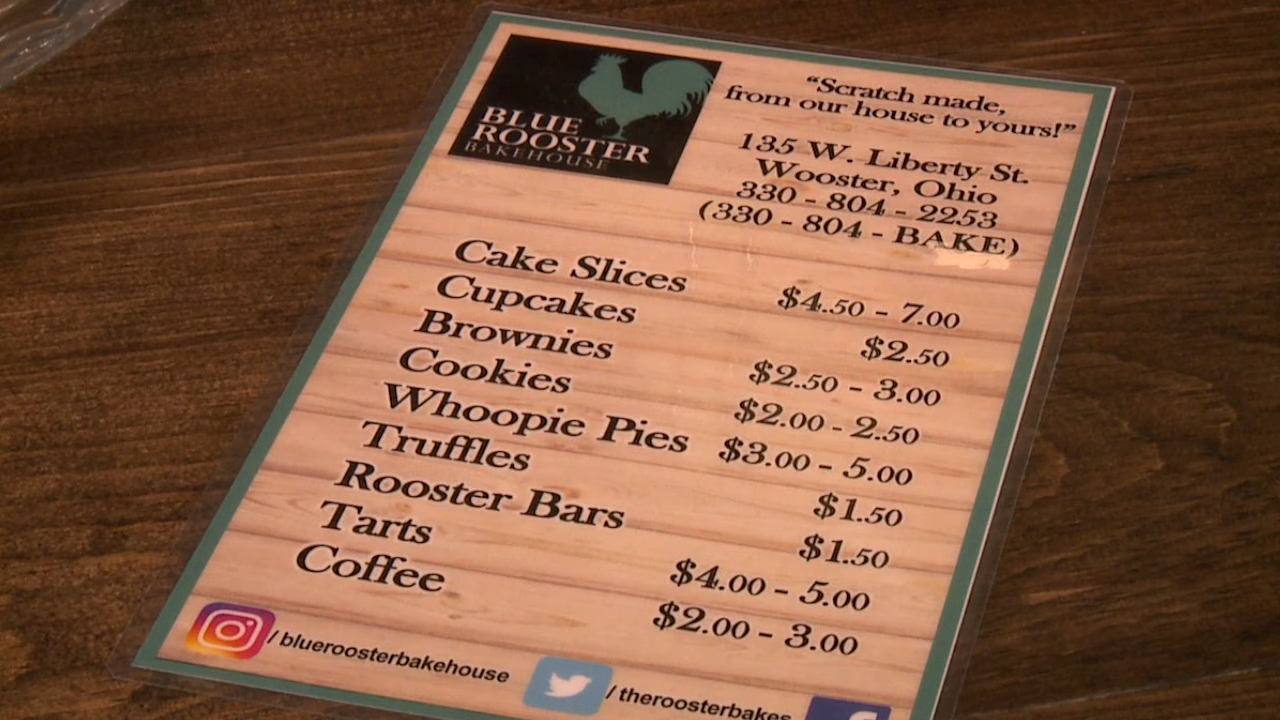 BLUE
ROOSTER
BAKEHOUSE
“Scratch made,
from our house to yours!”
135 W. Liberty St.
Wooster, Ohio
330 - 804 - 2253
(330 - 804 - BAKE)
Cake Slices $4.50 - 7.00
Cupcakes $2.50
Brownies $2.50 - 3.00
Cookies $2.00 - 2.50
Whoopie Pies $3.00 - 5.00
Truffles $1.50
Rooster Bars $1.50
Tarts $4.00 - 5.00
Coffee $2.00 - 3.00
/ blueroosterbakehouse / theroosterbakes